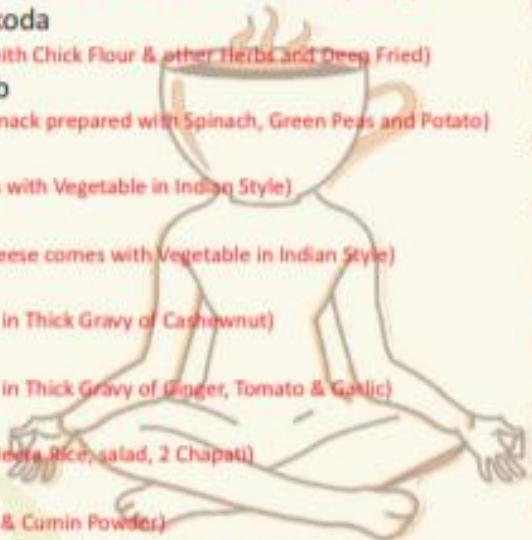 koda
ith Chick Flour & other Herbs and Deep Fried)
o
nack prepared with Spinach, Green Peas and Potato)
s with Vegetable in Indian Style)
eese comes with Vegetable in Indian Style)
in Thick Gravy of Cashewnut)
in Thick Gravy of Ginger, Tomato & Garlic)
Jeera Rice, salad, 2 Chapati)
& Cumin Powder)